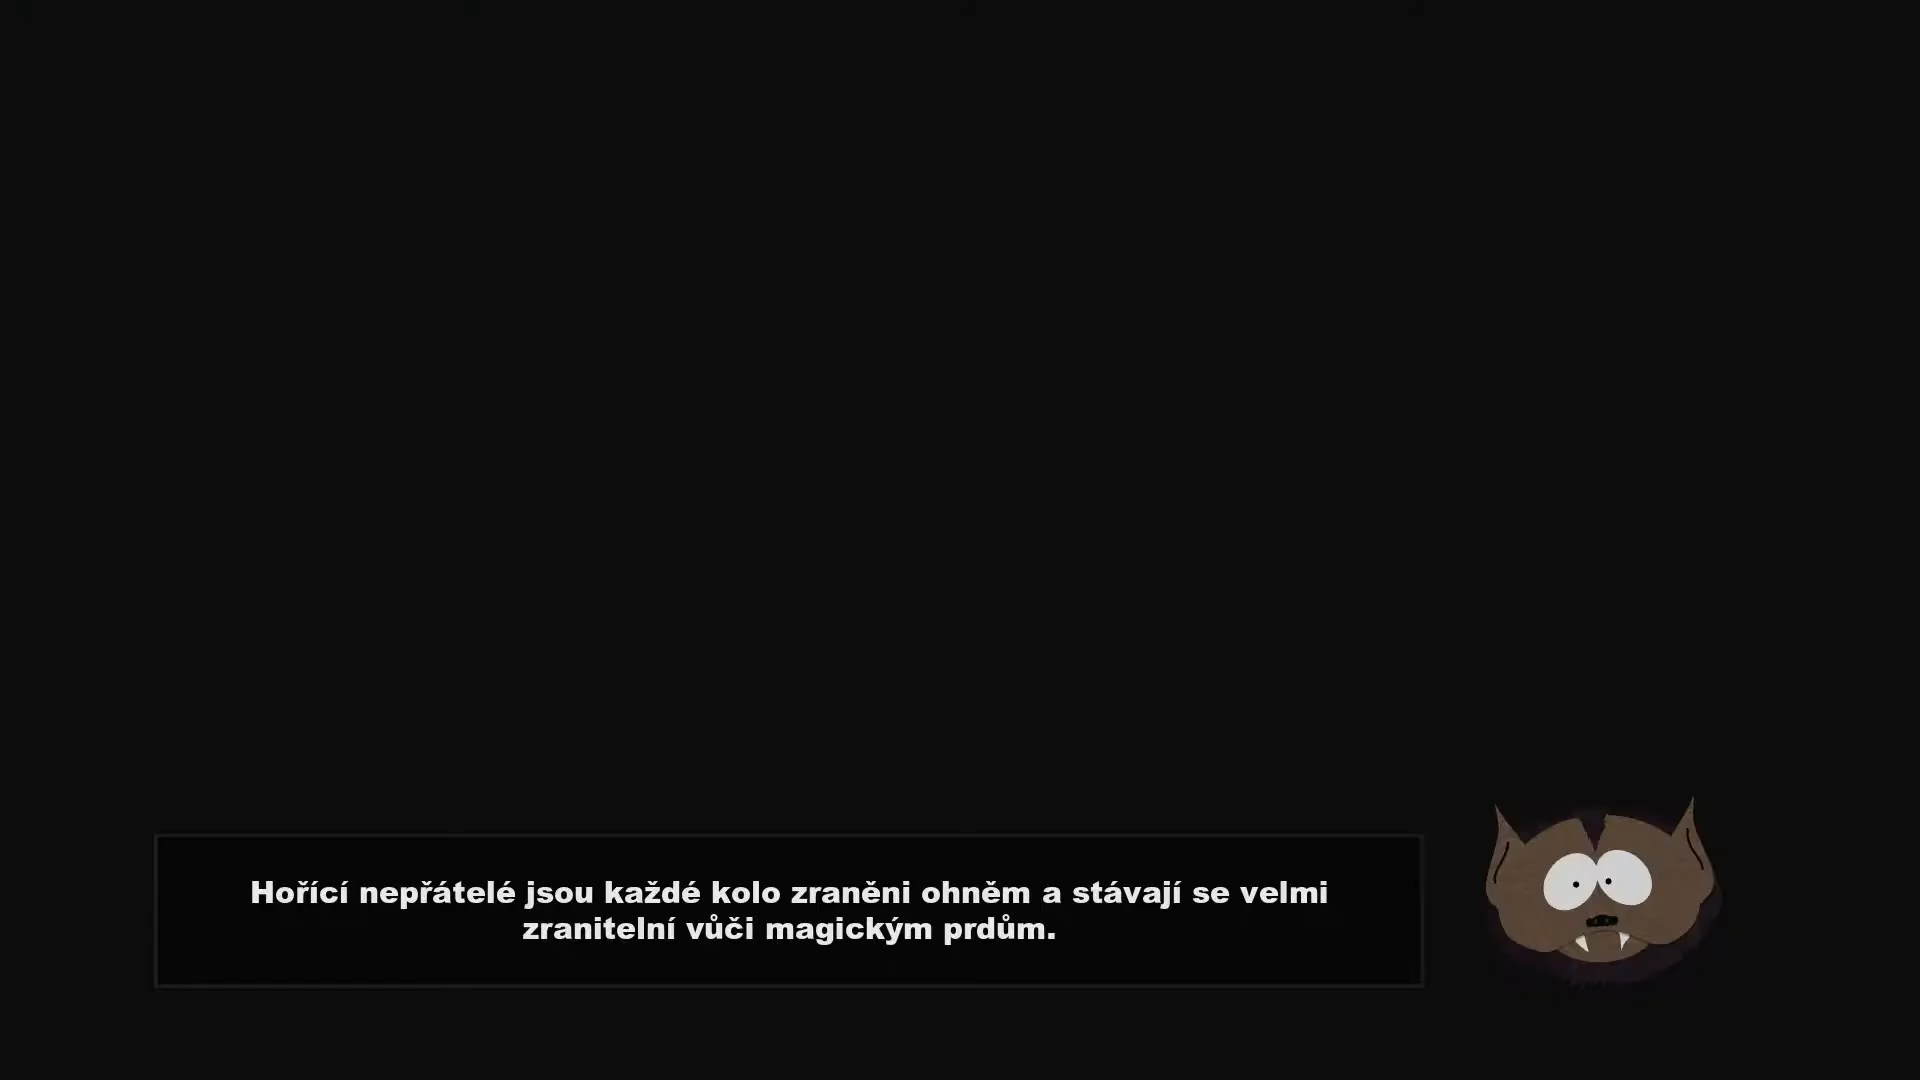 Hořící nepřátelé jsou každé kolo zraněni ohněm a stávají se velmi
zranitelní vůči magickým prdům.